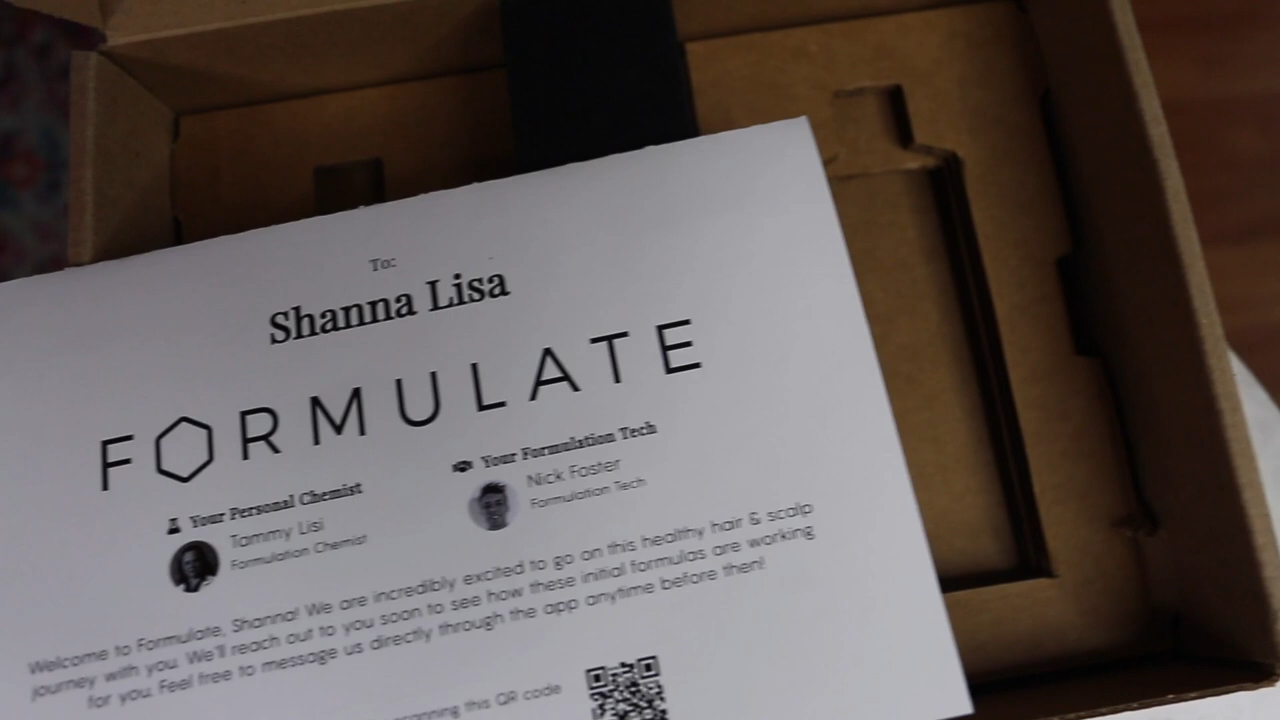 To:
Shanna Lisa
FORMULATE
Your Personal Chemist
Tammy Lisi
Formulation Chemist
Your Formulation Tech
Nick Foster
Formulation Tech
Welcome to Formulate, Shanna! We are incredibly excited to go on this healthy hair & scalp
journey with you. We'll reach out to you soon to see how these initial formulas are working
for you. Feel free to message us directly through the app anytime before then!
scanning this QR code